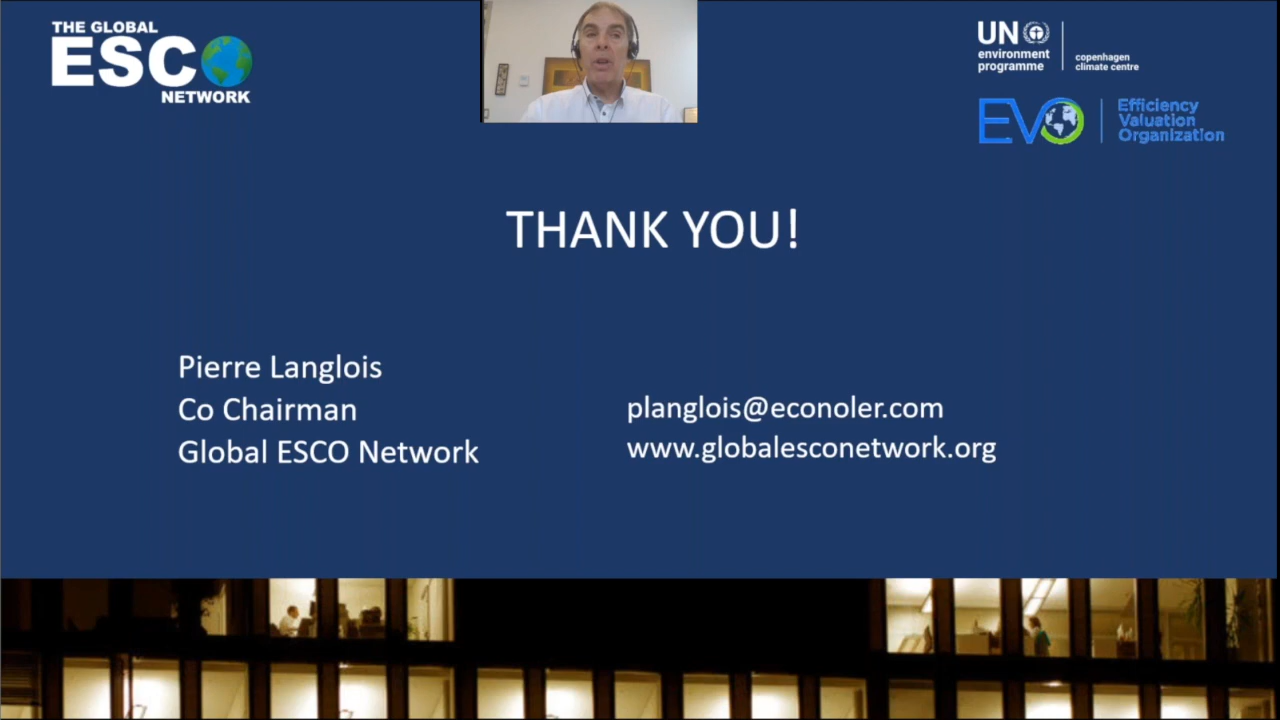 THE GLOBAL
ESCO
NETWORK
UN
environment
programme
copenhagen
climate centre
EVO
Efficiency
Valuation
Organization
THANK YOU!
Pierre Langlois
Co Chairman
Global ESCO Network
planglois@econoler.com
www.globalesconetwork.org